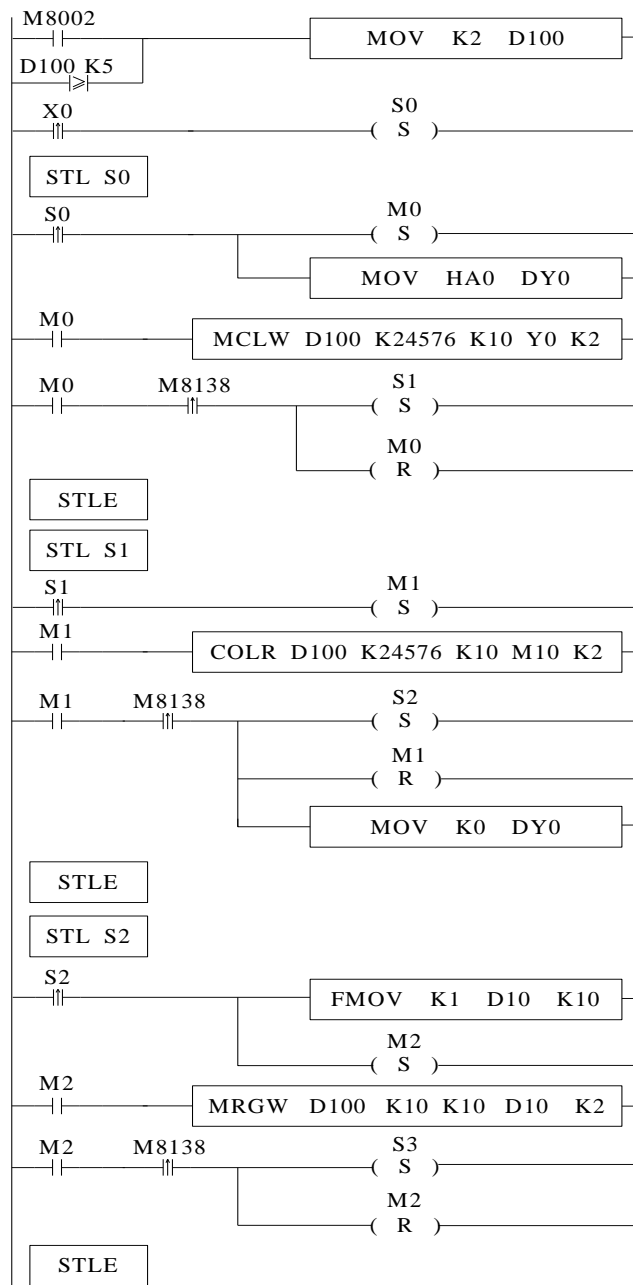 M8002
MOV K2 D100
D100 K5
≥
X0
S0
( S )
STL S0
S0
M0
( S )
MOV HA0 DY0
M0
MCLW D100 K24576 K10 Y0 K2
M0
M8138
S1
( S )
M0
( R )
STLE
STL S1
S1
M1
( S )
M1
COLR D100 K24576 K10 M10 K2
M1
M8138
S2
( S )
M1
( R )
MOV K0 DY0
STLE
STL S2
S2
FMOV K1 D10 K10
M2
( S )
M2
MRGW D100 K10 K10 D10 K2
M2
M8138
S3
( S )
M2
( R )
STLE